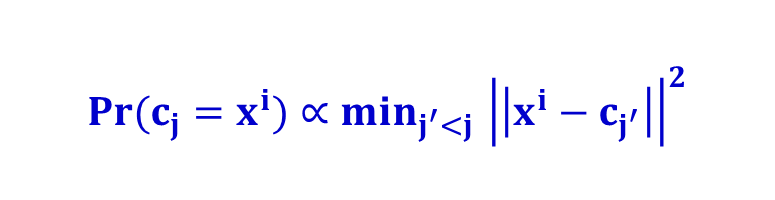 Pr(c_j = x^i) ∝ min_{j′<j} ||x^i − c_{j′}||^2